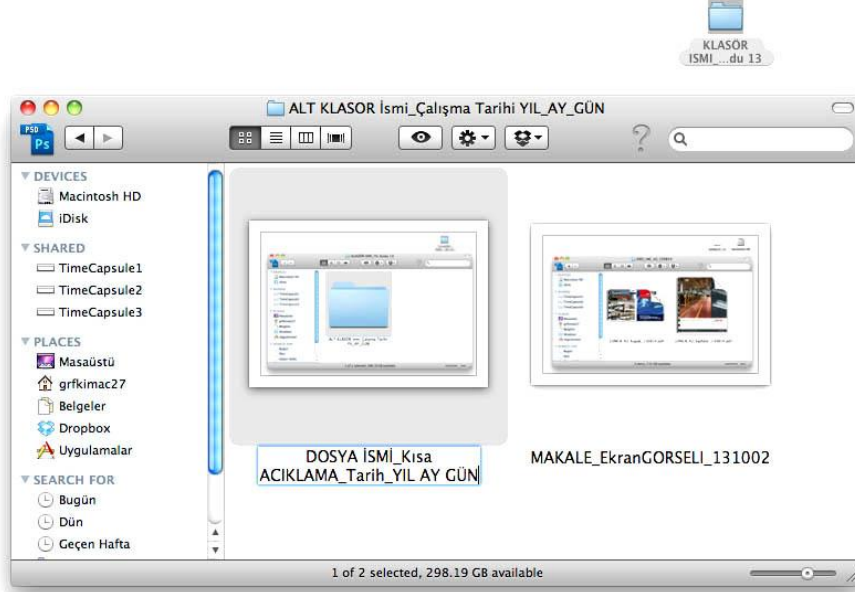 KLASÖR
ISMI_...du 13
ALT KLASOR İsmi_Çalışma Tarihi YIL_AY_GÜN
PSD
Ps
DEVICES
Macintosh HD
iDisk
SHARED
TimeCapsule1
TimeCapsule2
TimeCapsule3
PLACES
Masaüstü
grfkimac27
Belgeler
Dropbox
Uygulamalar
SEARCH FOR
Bugün
Dün
Geçen Hafta
DOSYA İSMİ_Kısa
ACIKLAMA_Tarih_YIL AY GÜN
MAKALE_EkranGORSELI_131002
1 of 2 selected, 298.19 GB available